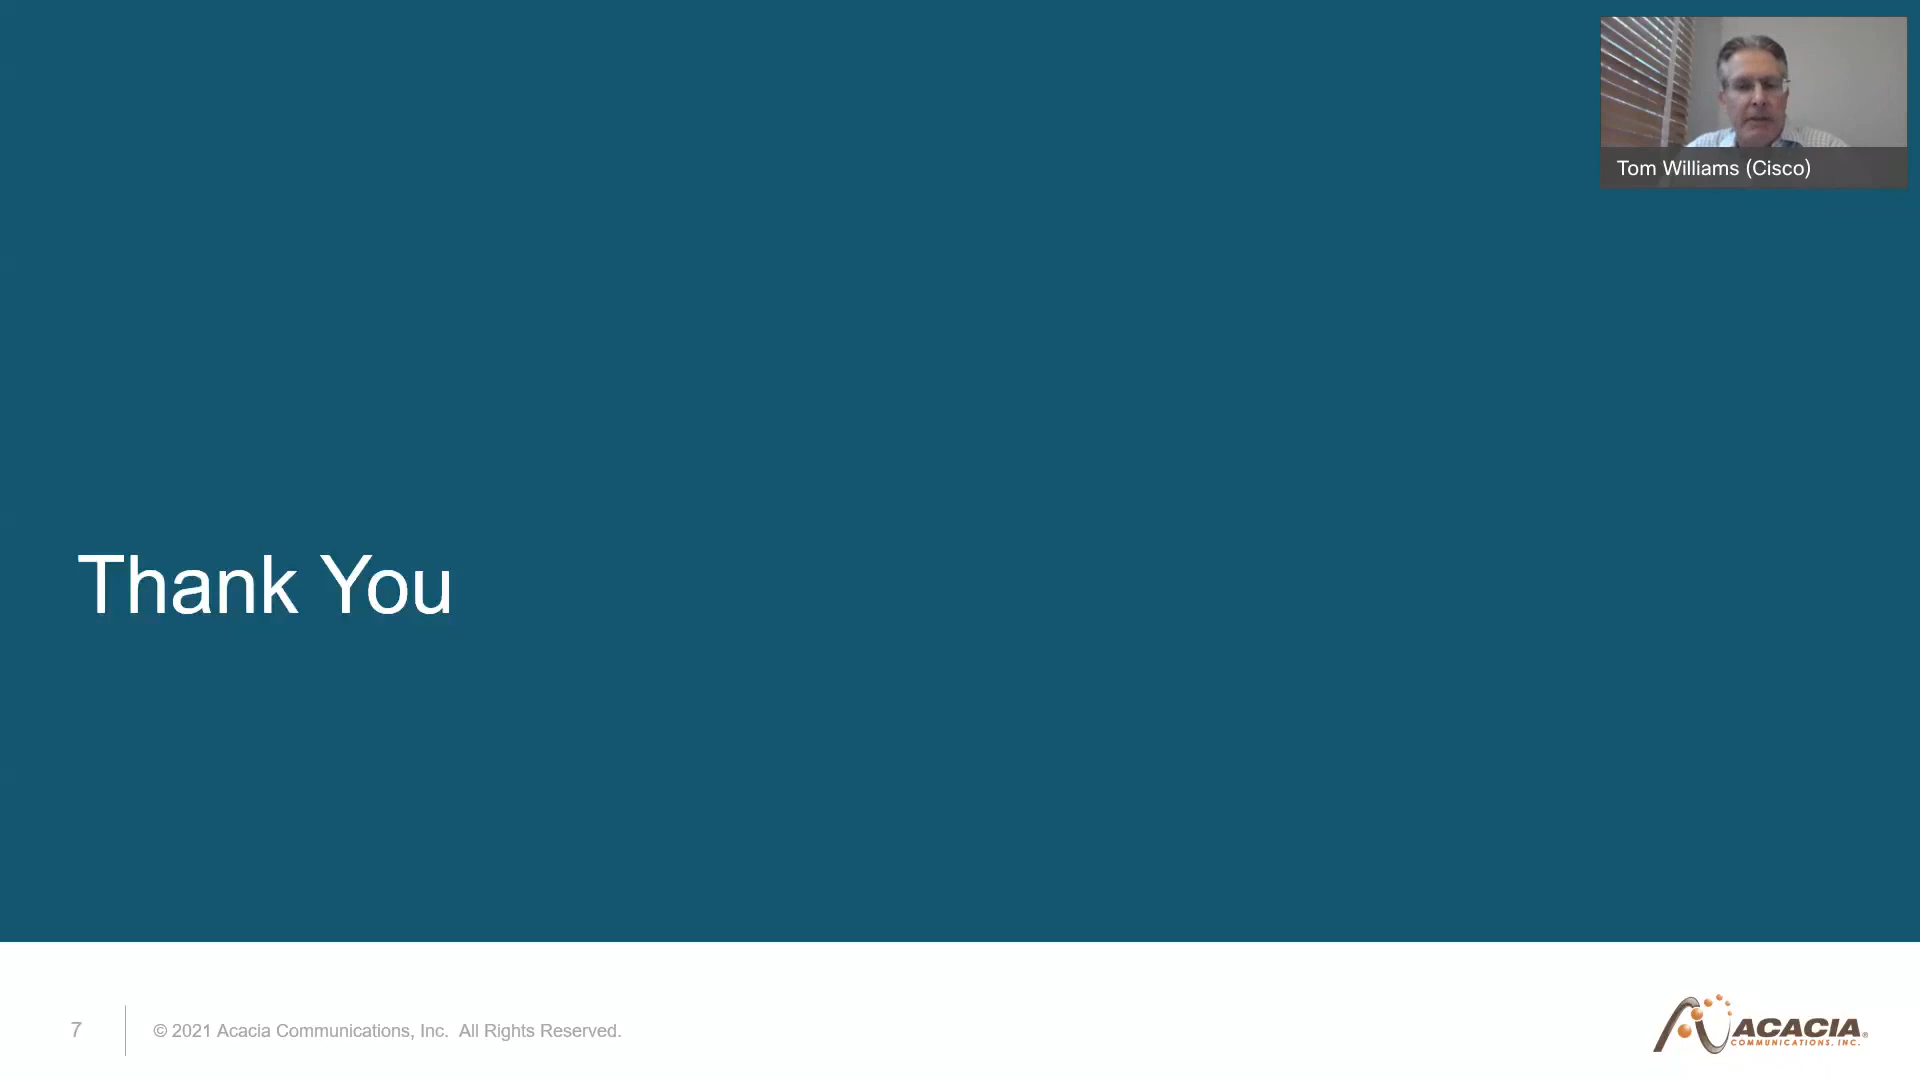 Tom Williams (Cisco)
Thank You
7
© 2021 Acacia Communications, Inc. All Rights Reserved.
ACACIA®
COMMUNICATIONS, INC.